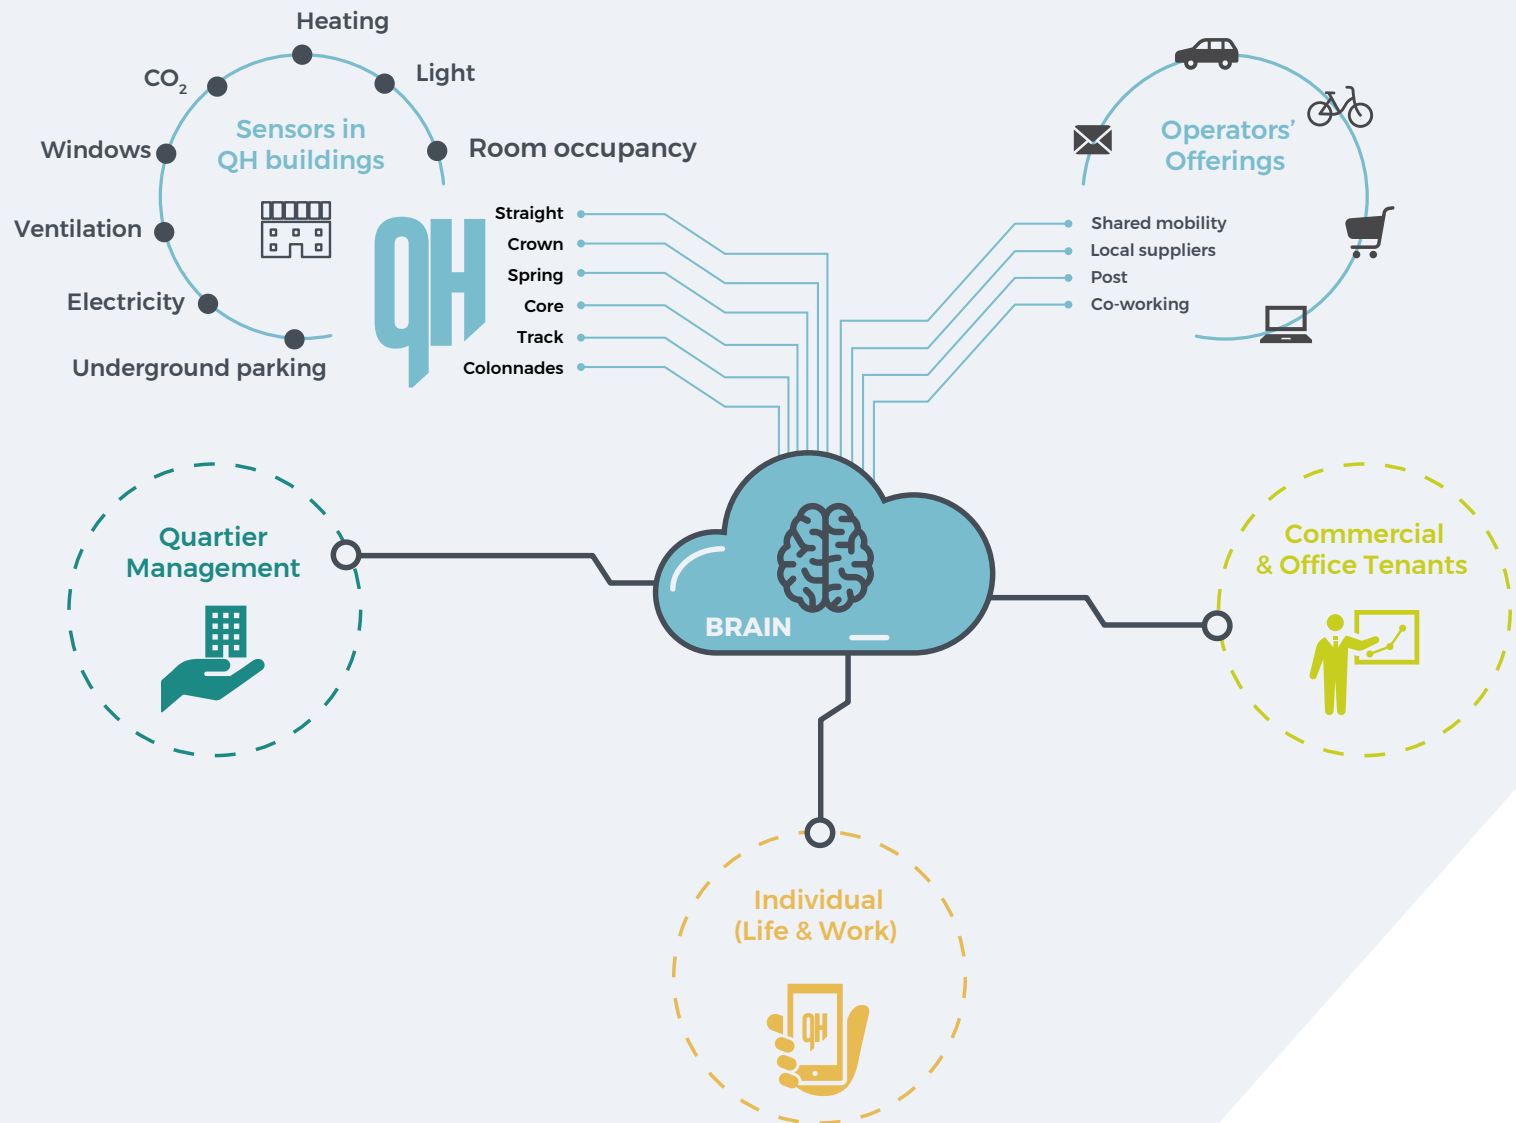 Heating
CO₂
Light
Sensors in
QH buildings
Windows
Room occupancy
Ventilation
Electricity
Underground parking
QH
Straight
Crown
Spring
Core
Track
Colonnades
Operators’
Offerings
Shared mobility
Local suppliers
Post
Co-working
Quartier
Management
BRAIN
Commercial
& Office Tenants
Individual
(Life & Work)
QH